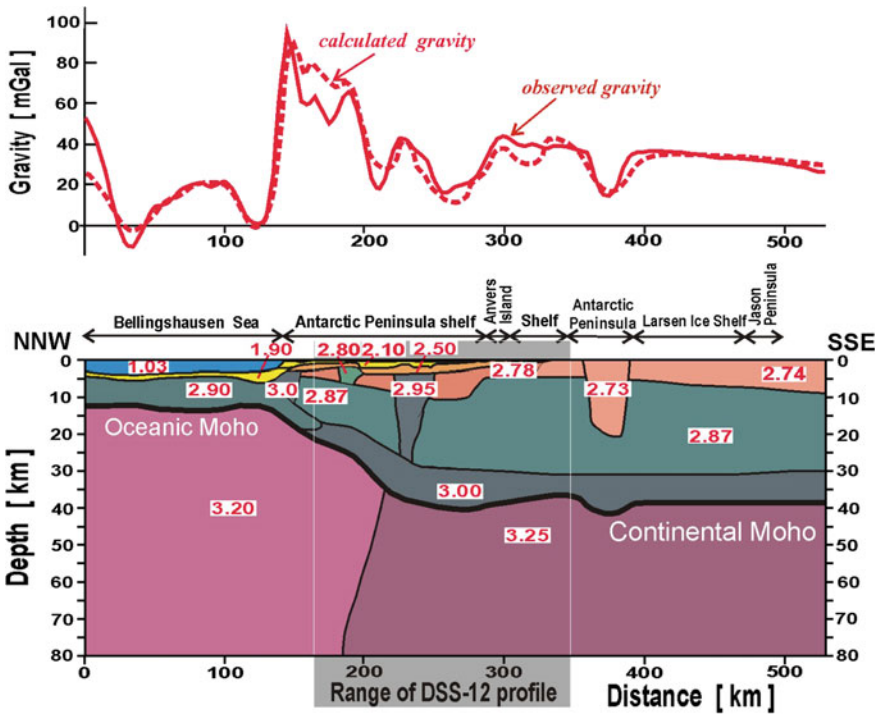 100
80
60
40
20
0
Gravity [ mGal ]
calculated gravity
observed gravity
100
200
300
400
500
Bellingshausen Sea
Antarctic Peninsula shelf
Anvers
Island
Shelf
Antarctic
Peninsula
Larsen Ice Shelf
Jason
Peninsula
NNW
SSE
1.90
2.80
2.10
2.50
0
10
20
30
40
50
60
70
80
Depth [ km ]
1.03
2.90
3.0
2.87
2.95
2.78
2.73
2.74
Oceanic Moho
2.87
3.20
3.00
3.25
Continental Moho
0
10
20
30
40
50
60
70
80
0
100
200
300
400
500
Range of DSS-12 profile
Distance [ km ]